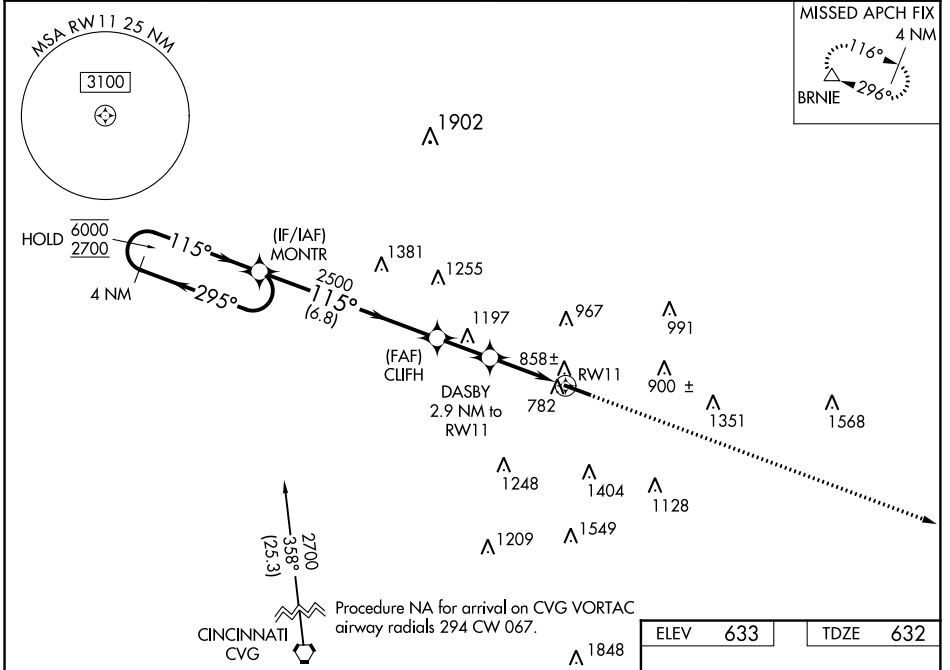 MSA RW11 25 NM
3100
MISSED APCH FIX
4 NM
116°
296°
BRNIE
1902
HOLD
6000
2700
115°
(IF/IAF)
MONTR
4 NM
295°
2500
115°
(6.8)
1381
1255
1197
967
991
(FAF)
CLIFH
858±
RW11
DASBY
2.9 NM to
RW11
782
900 ±
1351
1568
1248
1404
1128
1209
1549
2700
358°
(25.3)
Procedure NA for arrival on CVG VORTAC
airway radials 294 CW 067.
CINCINNATI
CVG
1848
ELEV 633
TDZE 632